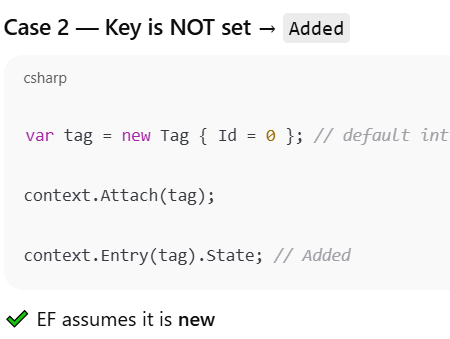 Case 2 — Key is NOT set → Added
csharp
var tag = new Tag { Id = 0 }; // default int
context.Attach(tag);
context.Entry(tag).State; // Added
✔ EF assumes it is new